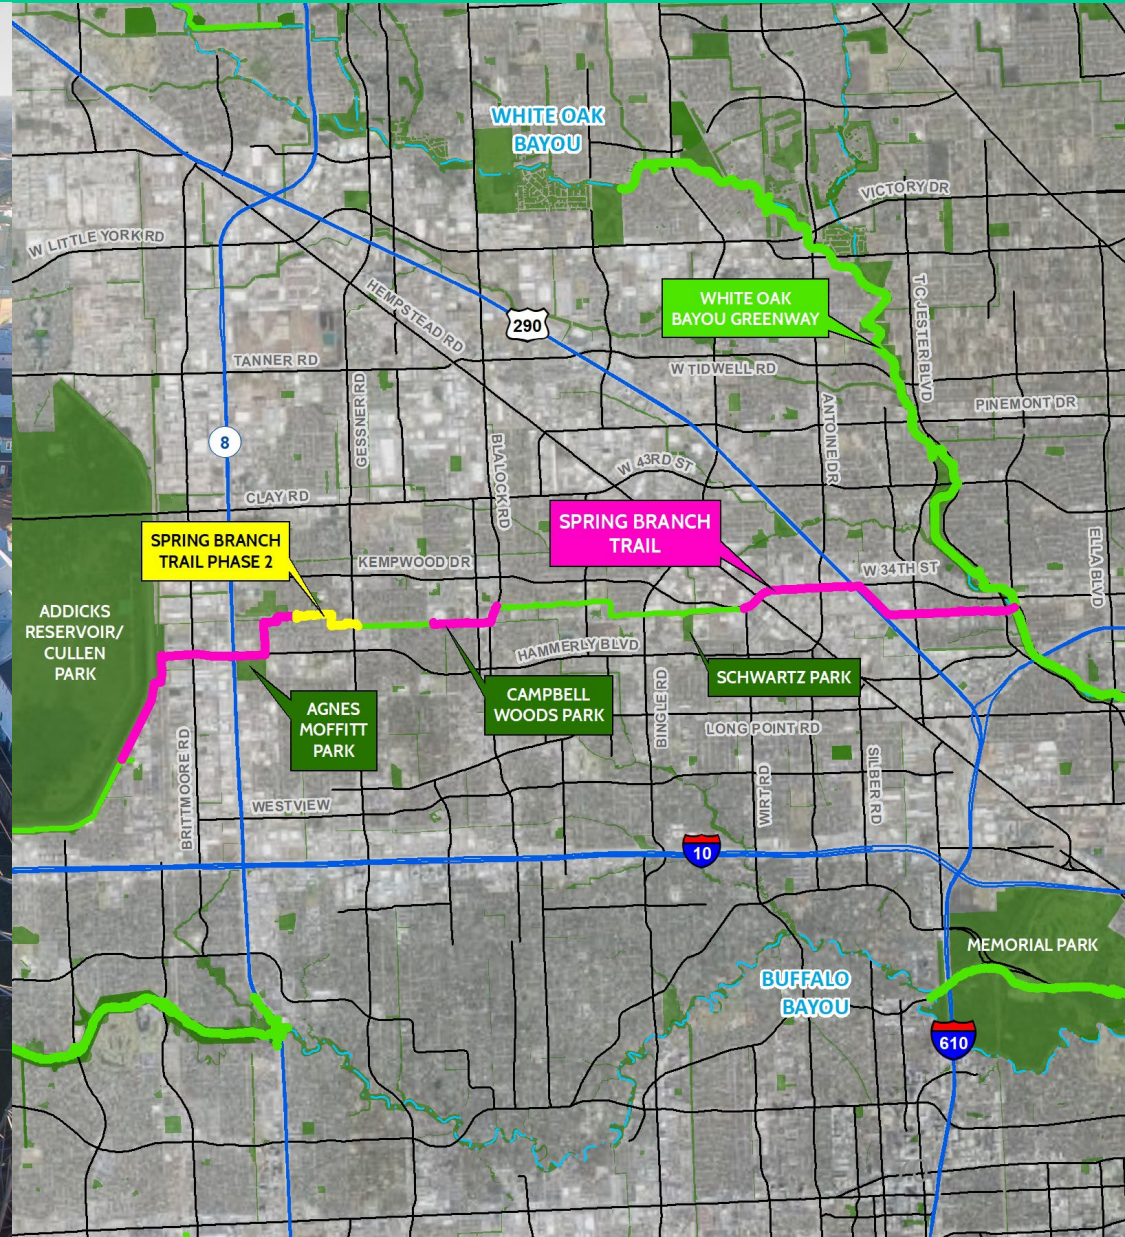 WHITE OAK
BAYOU
VICTORY DR
W LITTLE YORK RD
HEMPSTEAD RD
290
WHITE OAK
BAYOU GREENWAY
TC JESTER BLVD
TANNER RD
GESSNER RD
W TIDWELL RD
ANTOINE DR
PINEMONT DR
8
BLALOCK RD
W 43RD ST
CLAY RD
SPRING BRANCH
TRAIL
SPRING BRANCH
TRAIL PHASE 2
KEMPWOOD DR
W 34TH ST
ELLA BLVD
ADDICKS
RESERVOIR/
CULLEN
PARK
HAMMERLY BLVD
SCHWARTZ PARK
CAMPBELL
WOODS PARK
AGNES
MOFFITT
PARK
BINGLE RD
LONG POINT RD
BRITTMOORE RD
WIRT RD
SILBER RD
WESTVIEW
10
MEMORIAL PARK
BUFFALO
BAYOU
610